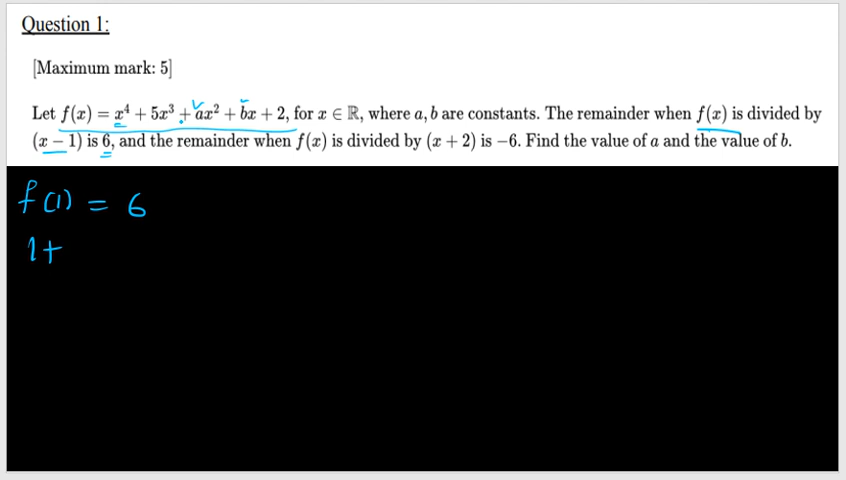 Question 1:
[Maximum mark: 5]
Let f(x) = x⁴ + 5x³ + ax² + bx + 2, for x ∈ ℝ, where a, b are constants. The remainder when f(x) is divided by
(x − 1) is 6, and the remainder when f(x) is divided by (x + 2) is −6. Find the value of a and the value of b.
f(1) = 6
1+